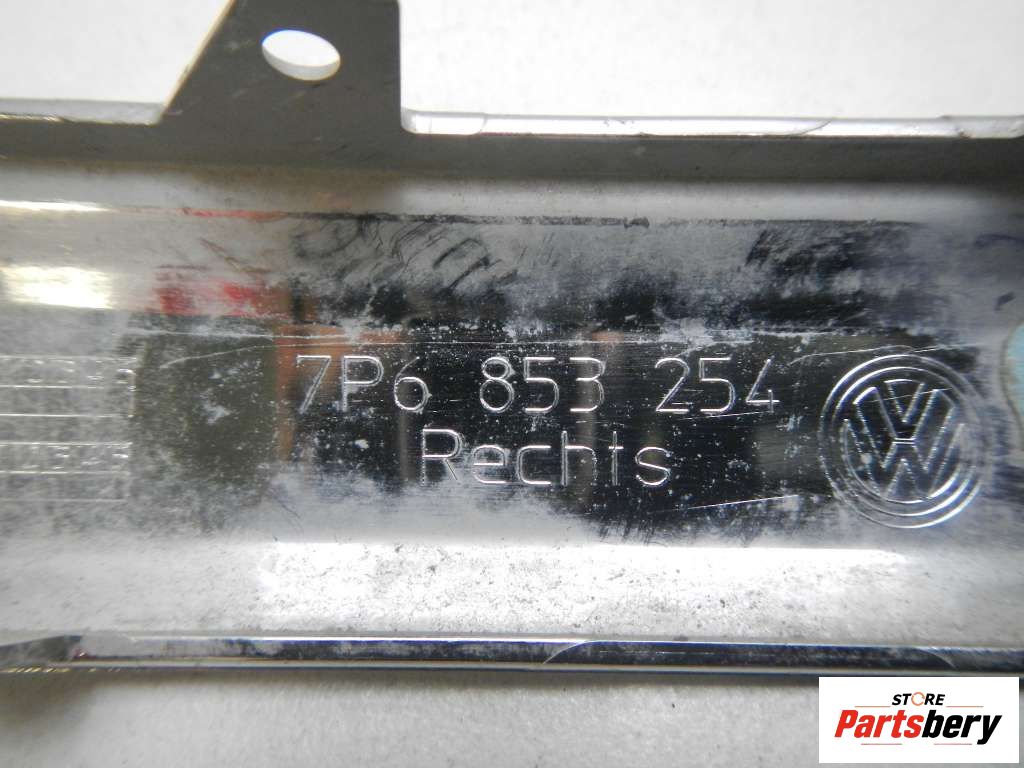 7P6 853 254
Rechts
VW
STORE
Partsbery